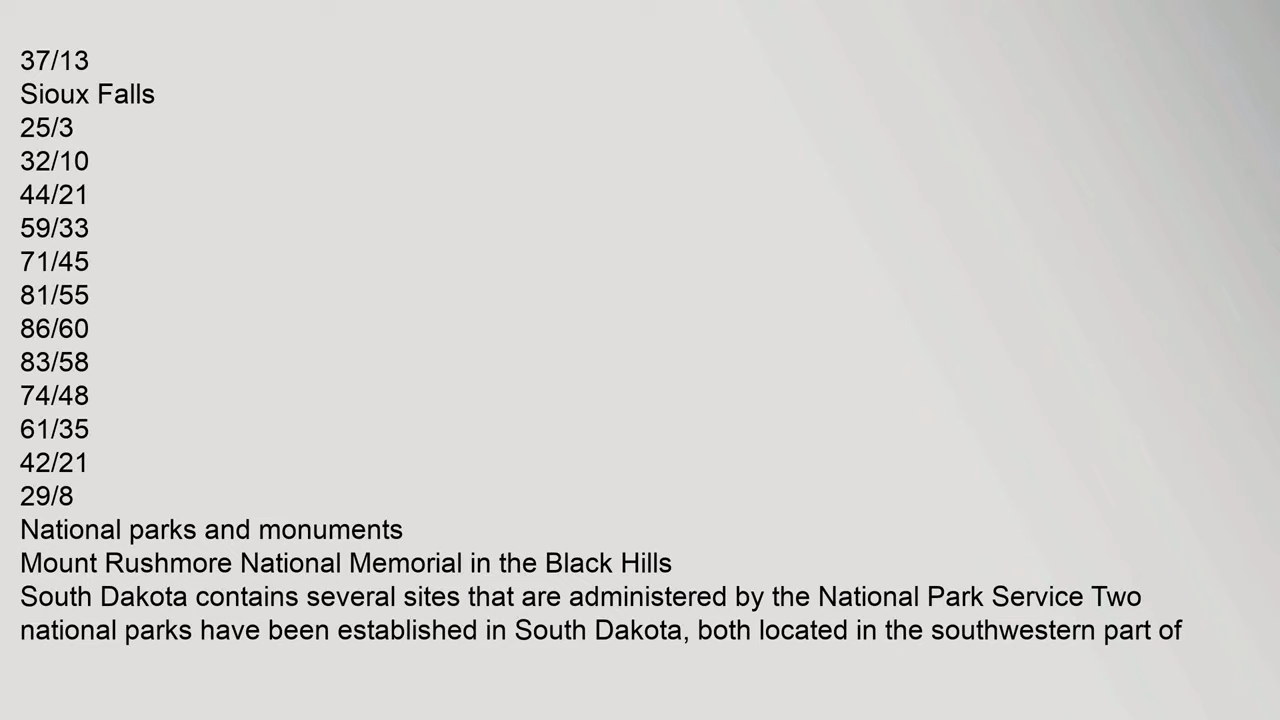 37/13
Sioux Falls
25/3
32/10
44/21
59/33
71/45
81/55
86/60
83/58
74/48
61/35
42/21
29/8
National parks and monuments
Mount Rushmore National Memorial in the Black Hills
South Dakota contains several sites that are administered by the National Park Service Two
national parks have been established in South Dakota, both located in the southwestern part of